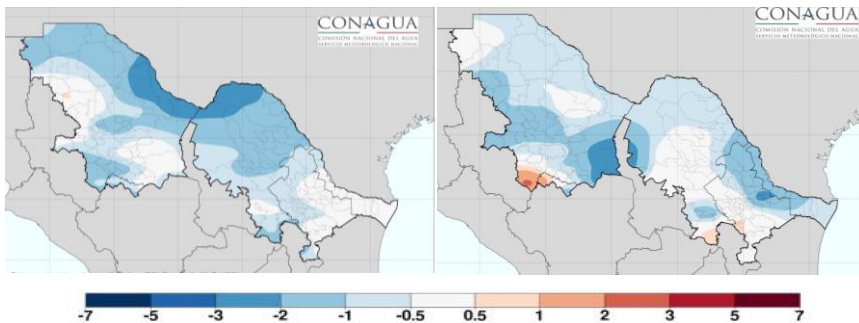 CONAGUA
COMISIÓN NACIONAL DEL AGUA
SERVICIO METEOROLÓGICO NACIONAL
CONAGUA
COMISIÓN NACIONAL DEL AGUA
SERVICIO METEOROLÓGICO NACIONAL
-7 -5 -3 -2 -1 -0.5 0.5 1 2 3 5 7